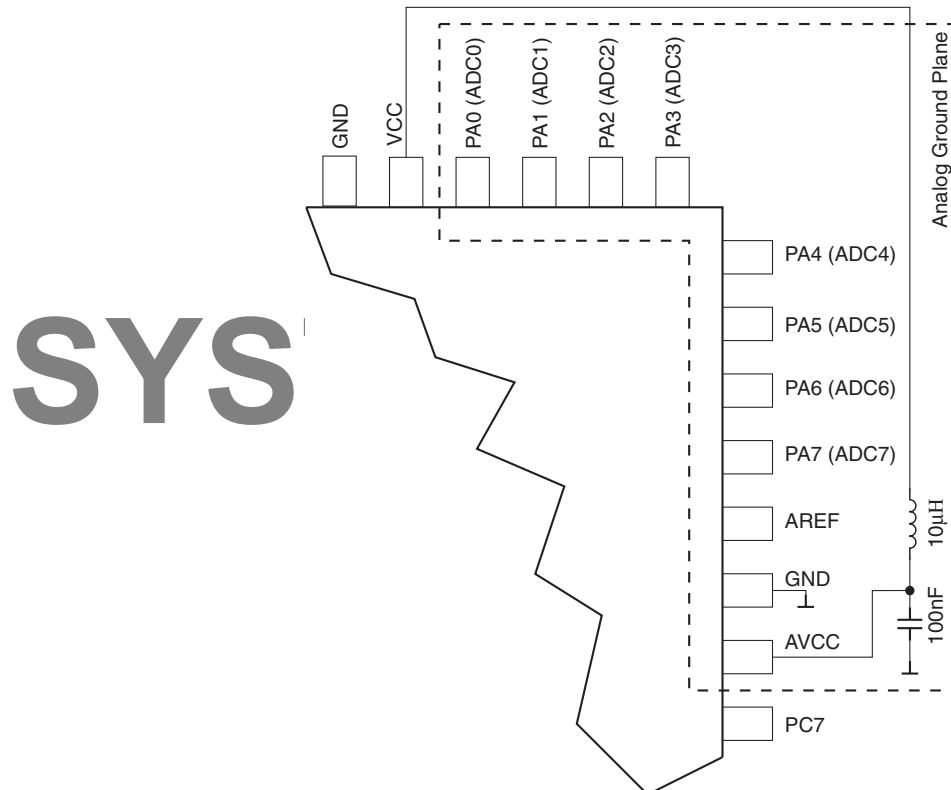 GND
VCC
PA0 (ADC0)
PA1 (ADC1)
PA2 (ADC2)
PA3 (ADC3)
Analog Ground Plane
PA4 (ADC4)
PA5 (ADC5)
PA6 (ADC6)
PA7 (ADC7)
AREF
10µH
GND
100nF
AVCC
PC7
SYS